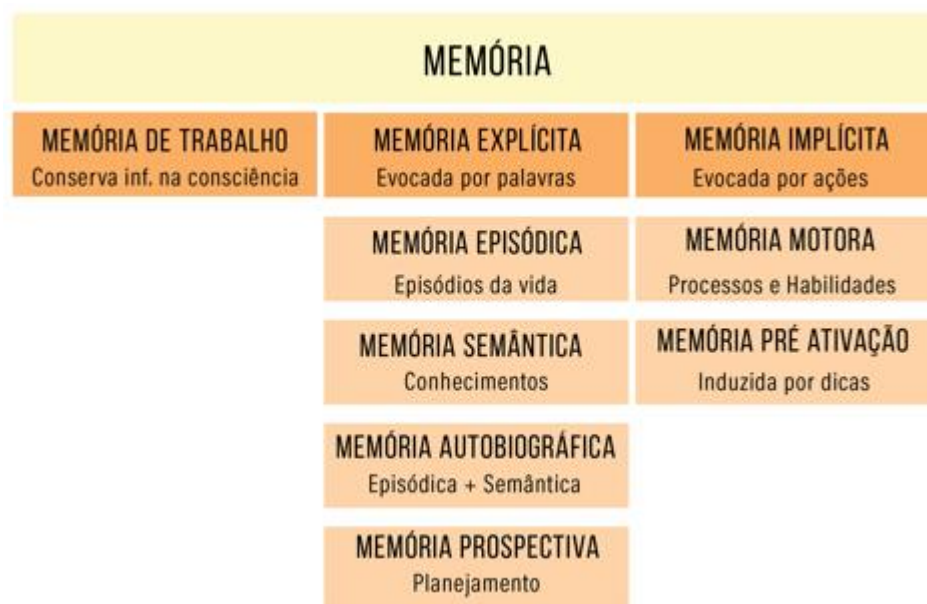 MEMÓRIA
MEMÓRIA DE TRABALHO
Conserva inf. na consciência
MEMÓRIA EXPLÍCITA
Evocada por palavras
MEMÓRIA IMPLÍCITA
Evocada por ações
MEMÓRIA EPISÓDICA
Episódios da vida
MEMÓRIA MOTORA
Processos e Habilidades
MEMÓRIA SEMÂNTICA
Conhecimentos
MEMÓRIA PRÉ ATIVAÇÃO
Induzida por dicas
MEMÓRIA AUTOBIOGRÁFICA
Episódica + Semântica
MEMÓRIA PROSPECTIVA
Planejamento